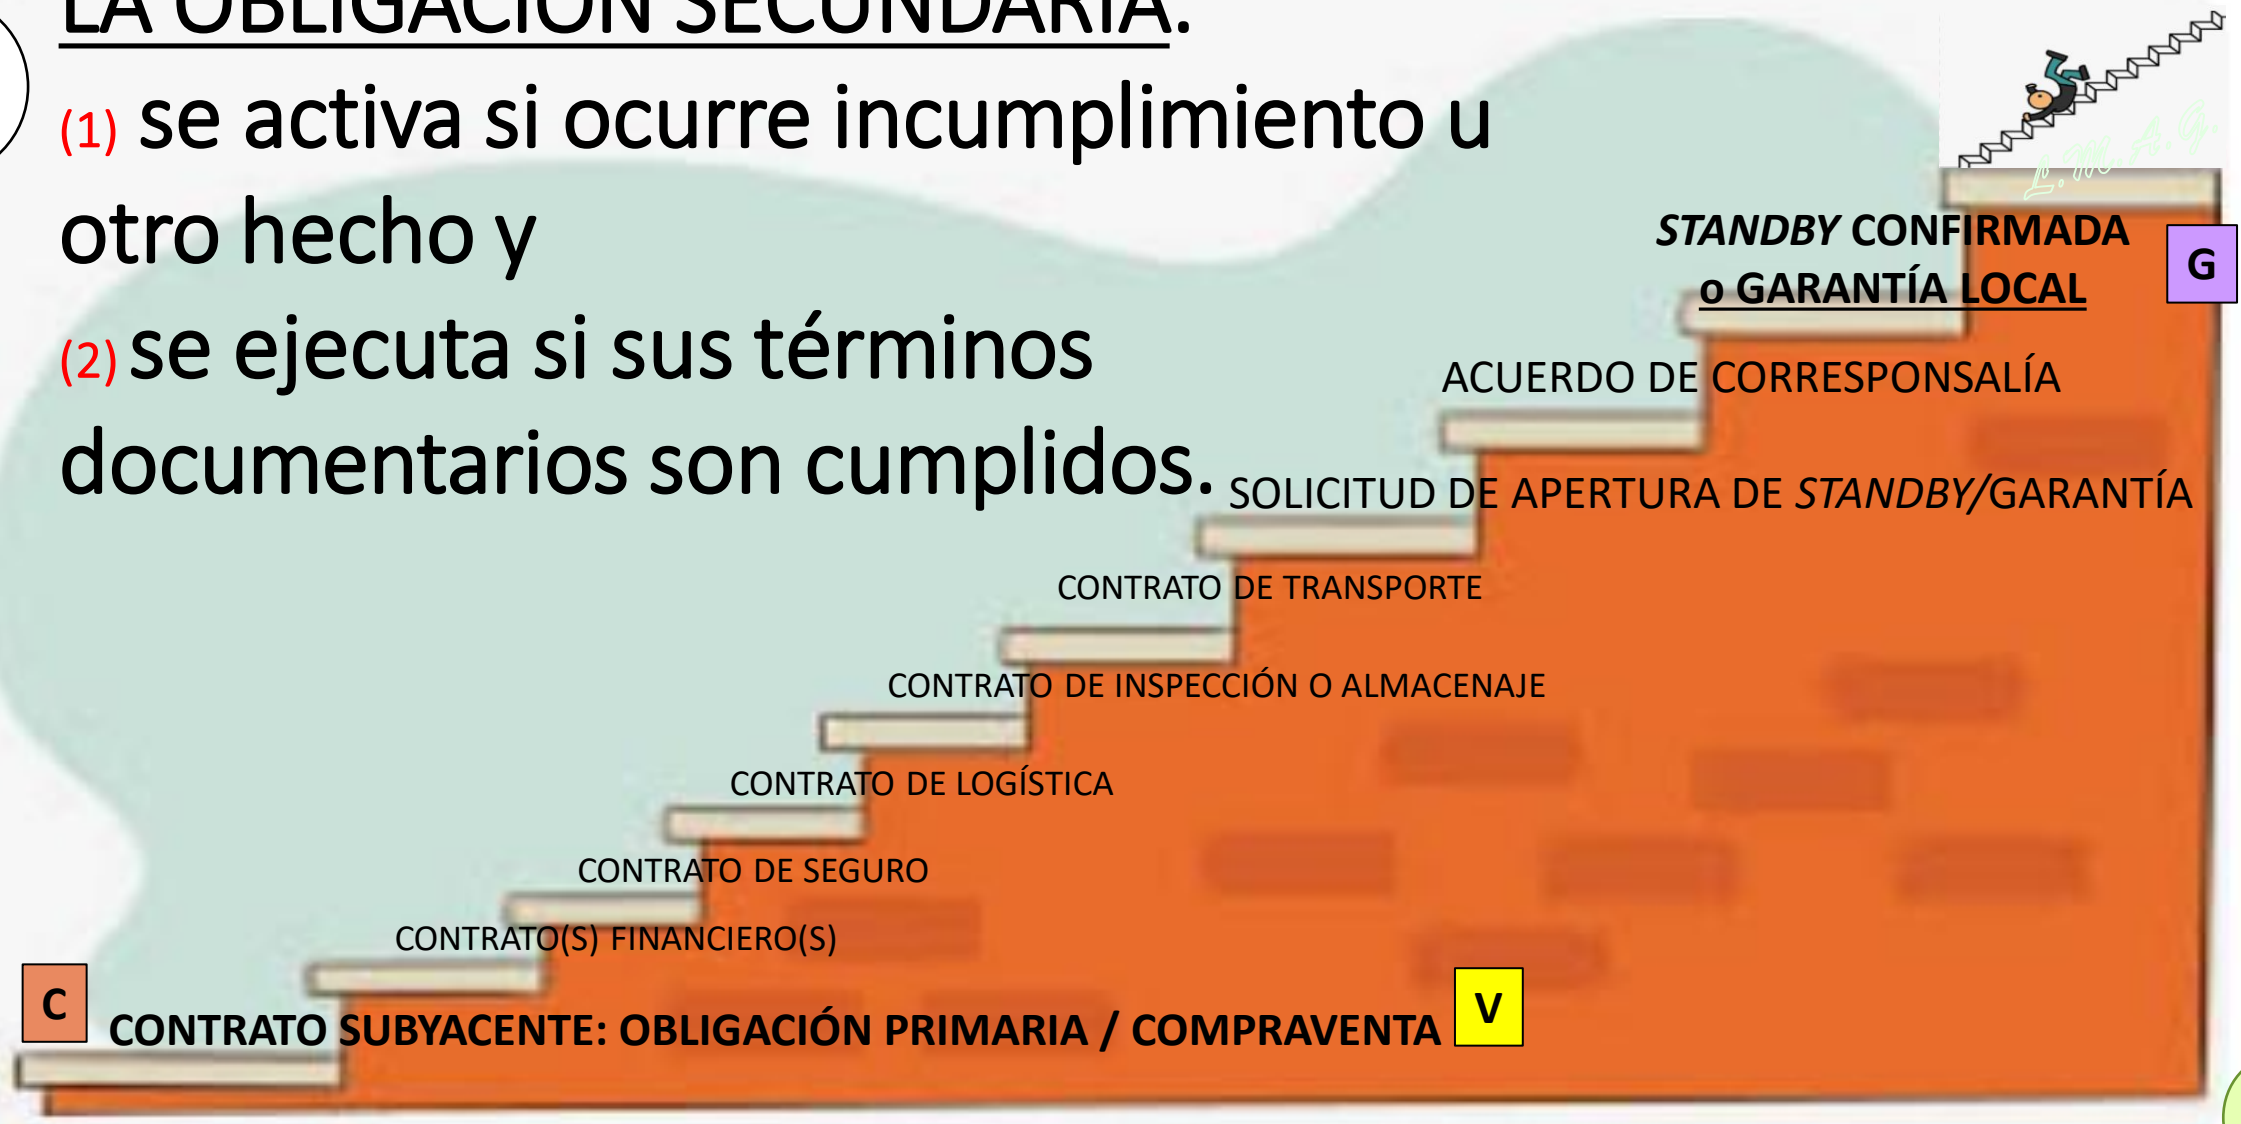 LA OBLIGACIÓN SECUNDARIA.
(1) se activa si ocurre incumplimiento u
otro hecho y
(2) se ejecuta si sus términos
documentarios son cumplidos.
L.M.A.G.
STANDBY CONFIRMADA
o GARANTÍA LOCAL
G
ACUERDO DE CORRESPONSALÍA
SOLICITUD DE APERTURA DE STANDBY/GARANTÍA
CONTRATO DE TRANSPORTE
CONTRATO DE INSPECCIÓN O ALMACENAJE
CONTRATO DE LOGÍSTICA
CONTRATO DE SEGURO
CONTRATO(S) FINANCIERO(S)
C
CONTRATO SUBYACENTE: OBLIGACIÓN PRIMARIA / COMPRAVENTA
V